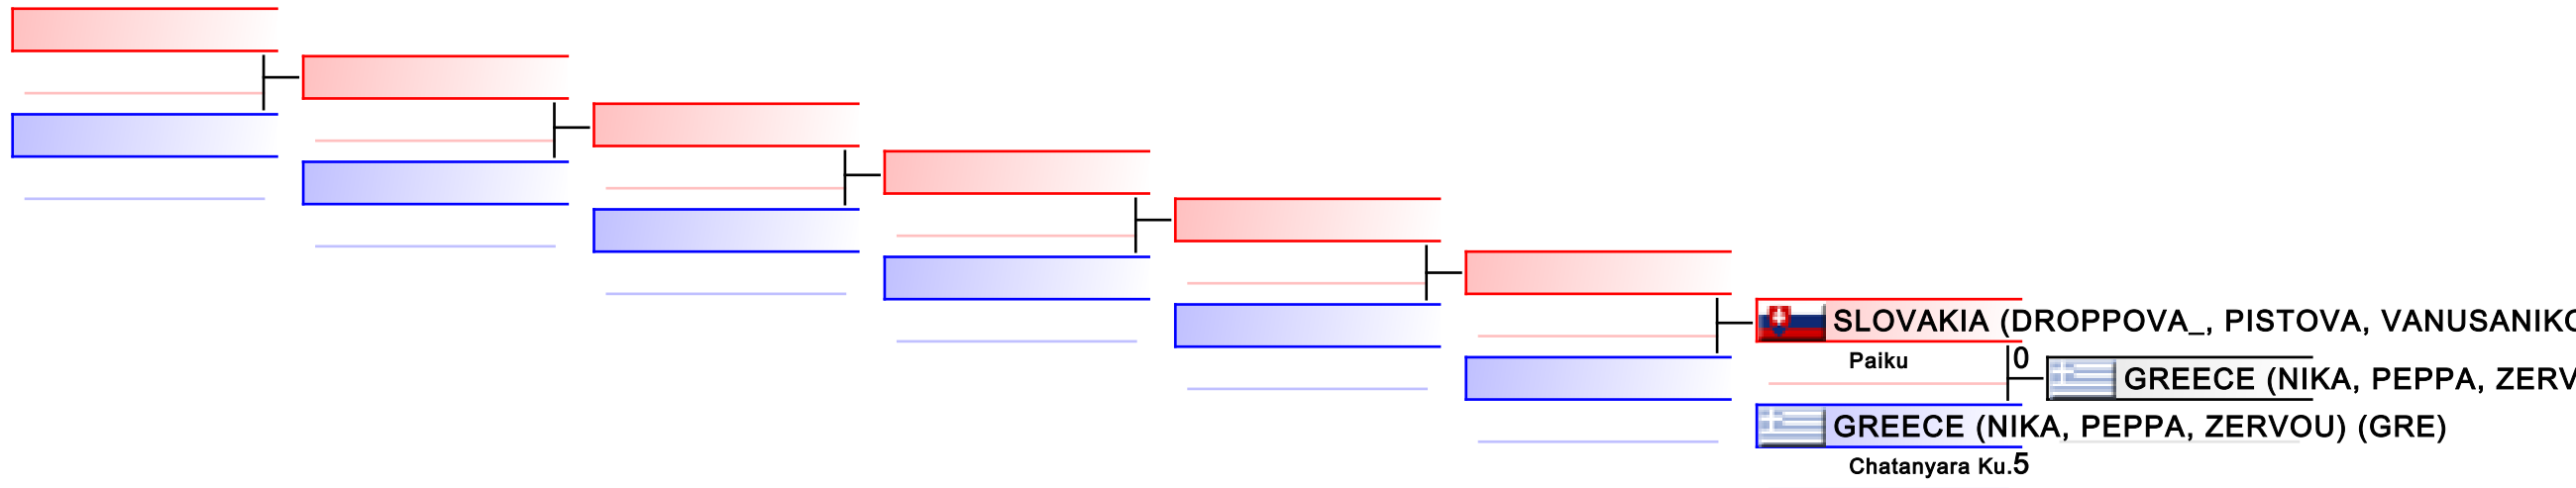 SLOVAKIA (DROPPOVA_, PISTOVA, VANUSANIKO
Paiku 0
GREECE (NIKA, PEPPA, ZERV
GREECE (NIKA, PEPPA, ZERVOU) (GRE)
Chatanyara Ku.5